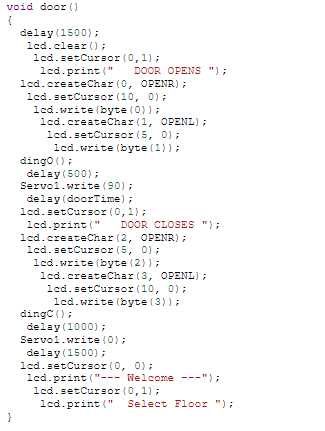 void door()
{
  delay(1500);
   lcd.clear();
    lcd.setCursor(0,1);
     lcd.print("   DOOR OPENS ");
  lcd.createChar(0, OPENR);
   lcd.setCursor(10, 0);
    lcd.write(byte(0));
     lcd.createChar(1, OPENL);
      lcd.setCursor(5, 0);
       lcd.write(byte(1));
  dingO();
   delay(500);
  Servo1.write(90);
   delay(doorTime);
  lcd.setCursor(0,1);
   lcd.print("   DOOR CLOSES ");
  lcd.createChar(2, OPENR);
   lcd.setCursor(5, 0);
    lcd.write(byte(2));
     lcd.createChar(3, OPENL);
      lcd.setCursor(10, 0);
       lcd.write(byte(3));
  dingC();
   delay(1000);
  Servo1.write(0);
   delay(1500);
  lcd.setCursor(0, 0);
   lcd.print("--- Welcome ---");
    lcd.setCursor(0,1);
     lcd.print("  Select Floor ");
}